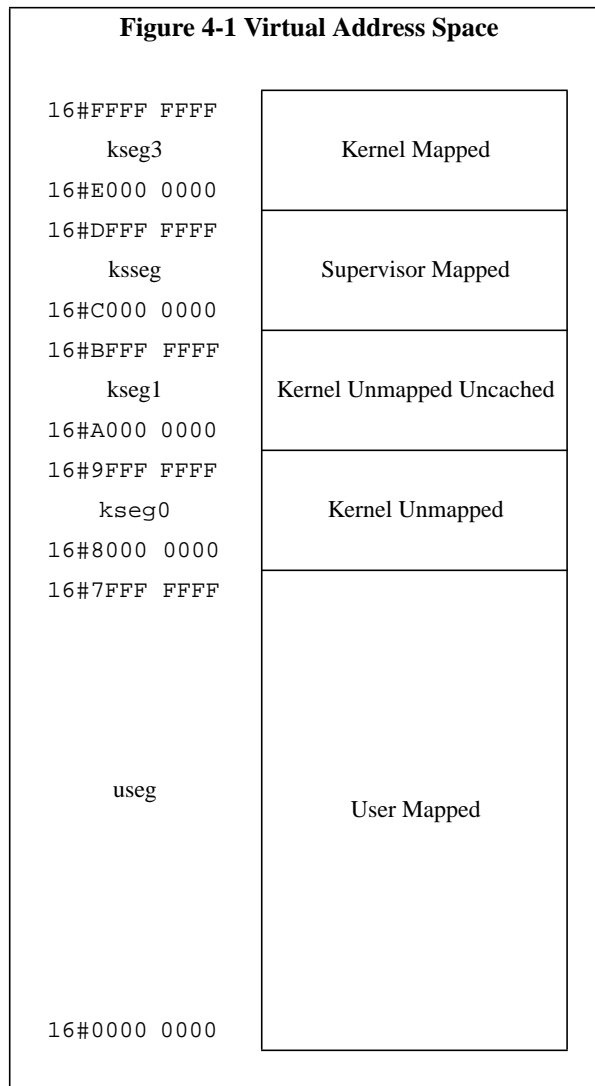 Figure 4-1 Virtual Address Space
16#FFFF FFFF
kseg3
Kernel Mapped
16#E000 0000
16#DFFF FFFF
ksseg
Supervisor Mapped
16#C000 0000
16#BFFF FFFF
kseg1
Kernel Unmapped Uncached
16#A000 0000
16#9FFF FFFF
kseg0
Kernel Unmapped
16#8000 0000
16#7FFF FFFF
useg
User Mapped
16#0000 0000